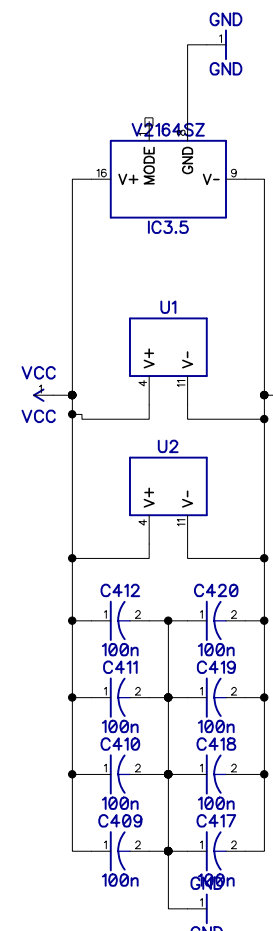 GND
1
GND
V2164SZ
MODE
GND
16
V+
V-
9
IC3.5
U1
V+
V-
4
11
VCC
1
VCC
U2
V+
V-
4
11
C412
C420
1
2
1
2
100n
100n
C411
C419
1
2
1
2
100n
100n
C410
C418
1
2
1
2
100n
100n
C409
C417
1
2
1
2
100n
100n
GND
1
GND